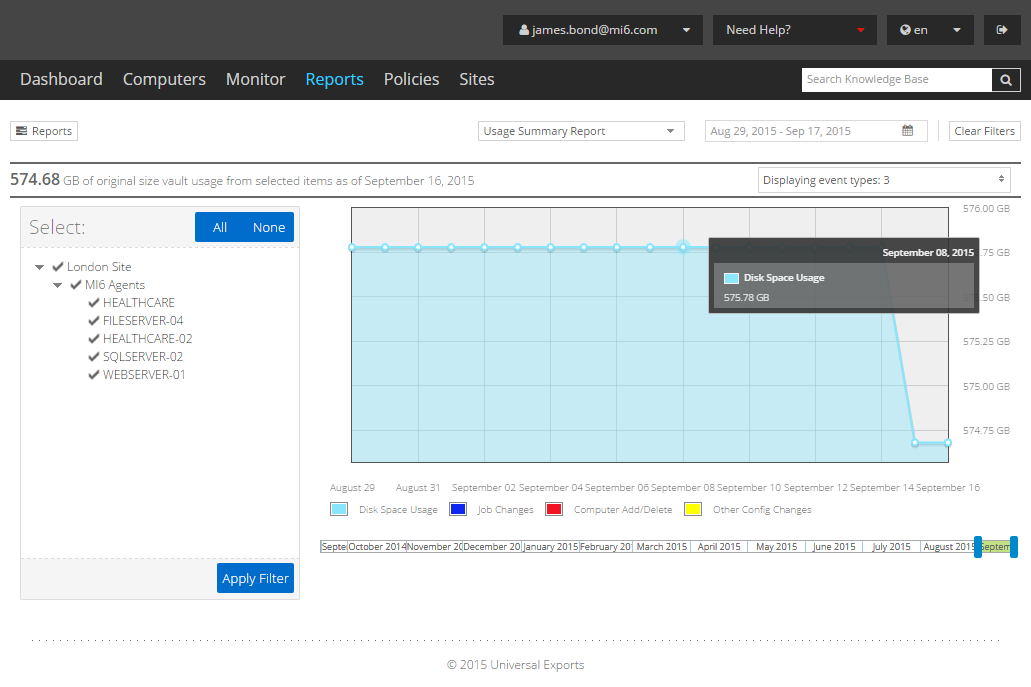 james.bond@mi6.com Need Help? en
Dashboard Computers Monitor Reports Policies Sites Search Knowledge Base
Reports Usage Summary Report Aug 29, 2015 - Sep 17, 2015 Clear Filters
574.68 GB of original size vault usage from selected items as of September 16, 2015 Displaying event types: 3
Select: All None
London Site
MI6 Agents
HEALTHCARE
FILESERVER-04
HEALTHCARE-02
SQLSERVER-02
WEBSERVER-01
Apply Filter
576.00 GB
September 08, 2015
.75 GB
Disk Space Usage
575.78 GB
.50 GB
575.25 GB
575.00 GB
574.75 GB
August 29 August 31 September 02 September 04 September 06 September 08 September 10 September 12 September 14 September 16
Disk Space Usage Job Changes Computer Add/Delete Other Config Changes
Septe October 2014 November 20 December 20 January 2015 February 201 March 2015 April 2015 May 2015 June 2015 July 2015 August 2015 Septem
© 2015 Universal Exports